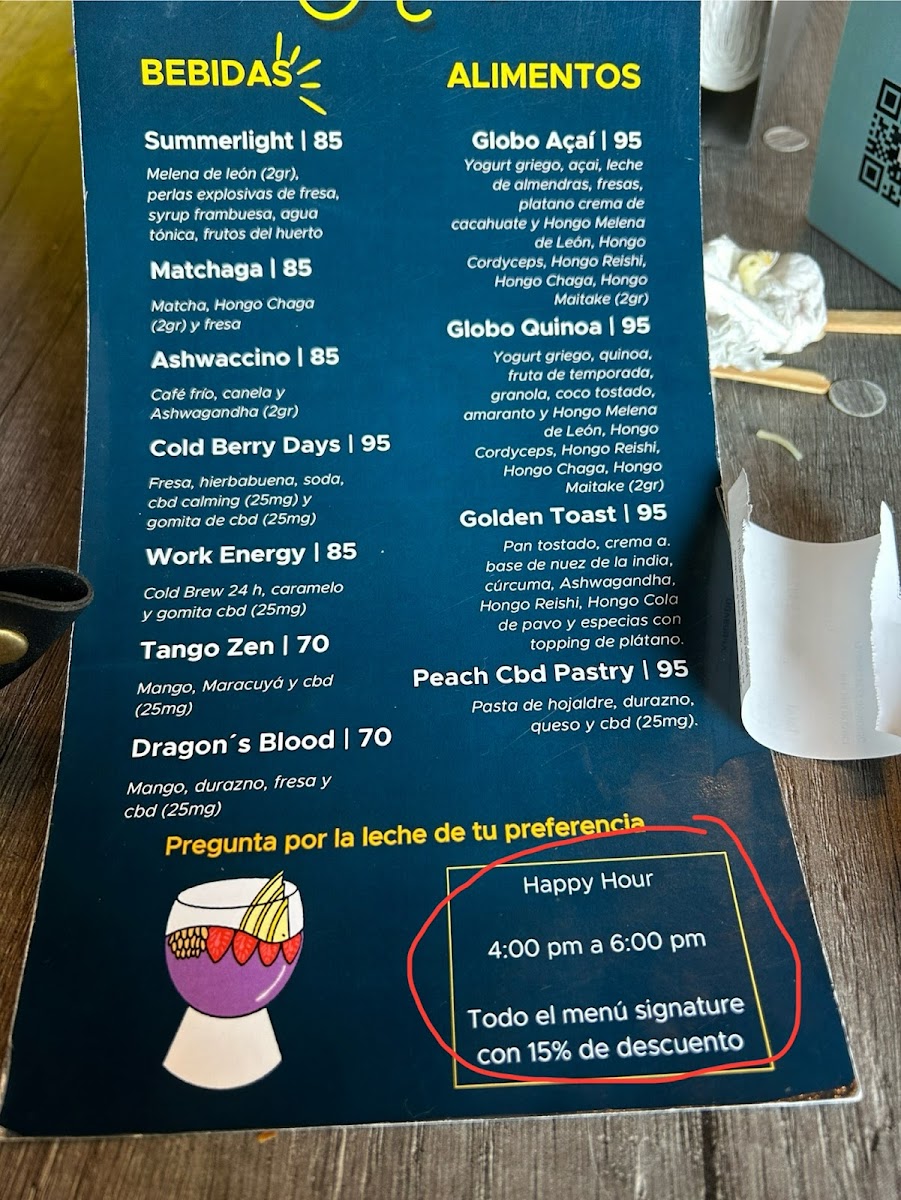 BEBIDAS
Summerlight | 85
Melena de león (2gr),
perlas explosivas de fresa,
syrup frambuesa, agua
tónica, frutos del huerto
Matchaga | 85
Matcha, Hongo Chaga
(2gr) y fresa
Ashwaccino | 85
Café frío, canela y
Ashwagandha (2gr)
Cold Berry Days | 95
Fresa, hierbabuena, soda,
cbd calming (25mg) y
gomita de cbd (25mg)
Work Energy | 85
Cold Brew 24 h, caramelo
y gomita cbd (25mg)
Tango Zen | 70
Mango, Maracuyá y cbd
(25mg)
Dragon´s Blood | 70
Mango, durazno, fresa y
cbd (25mg)
ALIMENTOS
Globo Açaí | 95
Yogurt griego, açai, leche
de almendras, fresas,
platano crema de
cacahuate y Hongo Melena
de León, Hongo
Cordyceps, Hongo Reishi,
Hongo Chaga, Hongo
Maitake (2gr)
Globo Quinoa | 95
Yogurt griego, quinoa,
fruta de temporada,
granola, coco tostado,
amaranto y Hongo Melena
de León, Hongo
Cordyceps, Hongo Reishi,
Hongo Chaga, Hongo
Maitake (2gr)
Golden Toast | 95
Pan tostado, crema a.
base de nuez de la india,
cúrcuma, Ashwagandha,
Hongo Reishi, Hongo Cola
de pavo y especias con
topping de plátano.
Peach Cbd Pastry | 95
Pasta de hojaldre, durazno,
queso y cbd (25mg).
Pregunta por la leche de tu preferencia
Happy Hour
4:00 pm a 6:00 pm
Todo el menú signature
con 15% de descuento